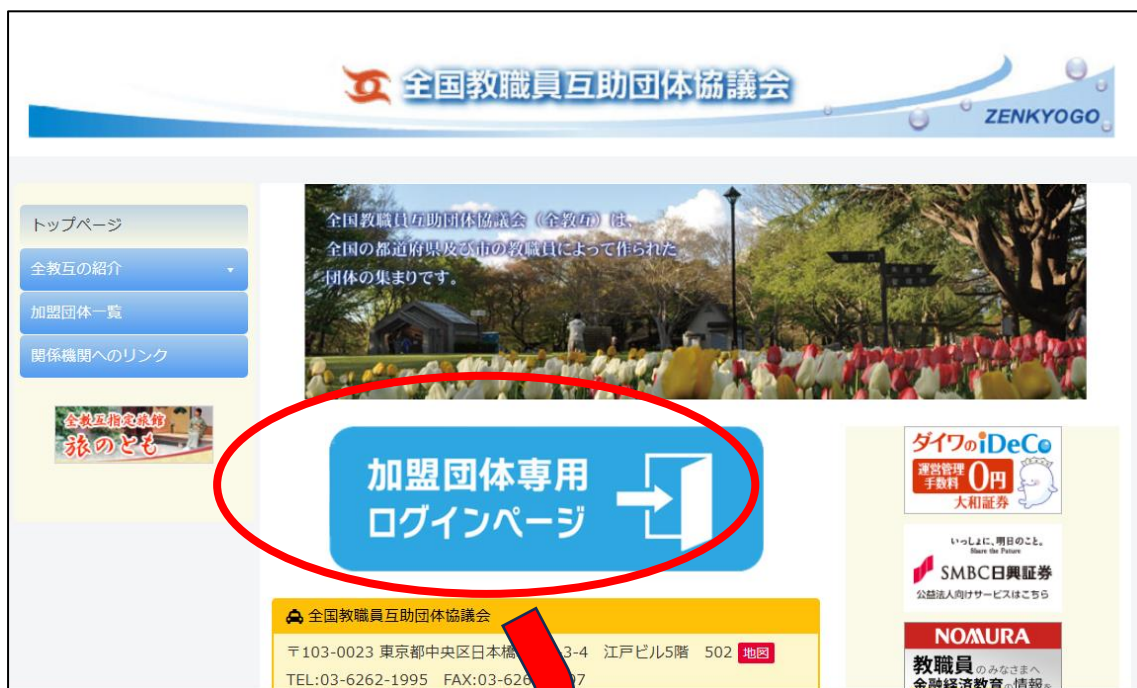 全国教職員互助団体協議会
ZENKYOGO
トップページ
全教互の紹介
加盟団体一覧
関係機関へのリンク
全教互指定旅館
旅のとも
全国教職員互助団体協議会(全教互)は、
全国の都道府県及び市の教職員によって作られた
団体の集まりです。
加盟団体専用
ログインページ
全国教職員互助団体協議会
〒103-0023 東京都中央区日本橋 3-4 江戸ビル5階 502 地図
TEL:03-6262-1995 FAX:03-626
ダイワのiDeCo
運営管理
手数料 0円
大和証券
いっしょに、明日のこと。
Share the Future
SMBC日興証券
公益法人向けサービスはこちら
NOMURA
教職員のみなさまへ
金融経済教育の情報を